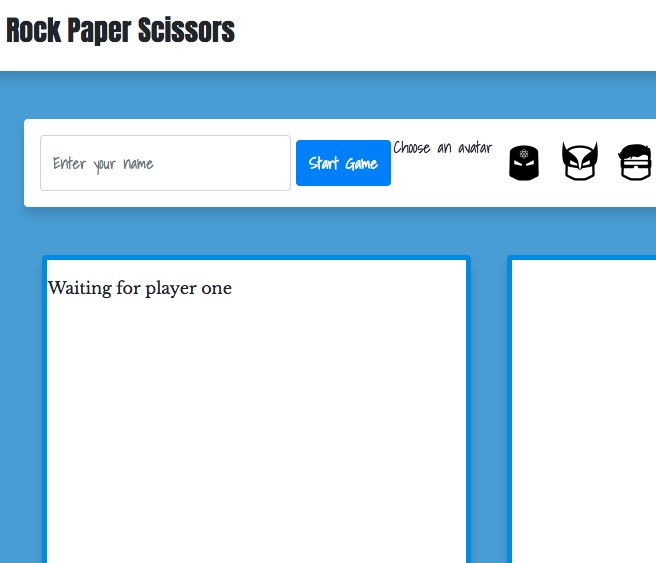 Rock Paper Scissors
Enter your name
Start Game
Choose an avatar
Waiting for player one